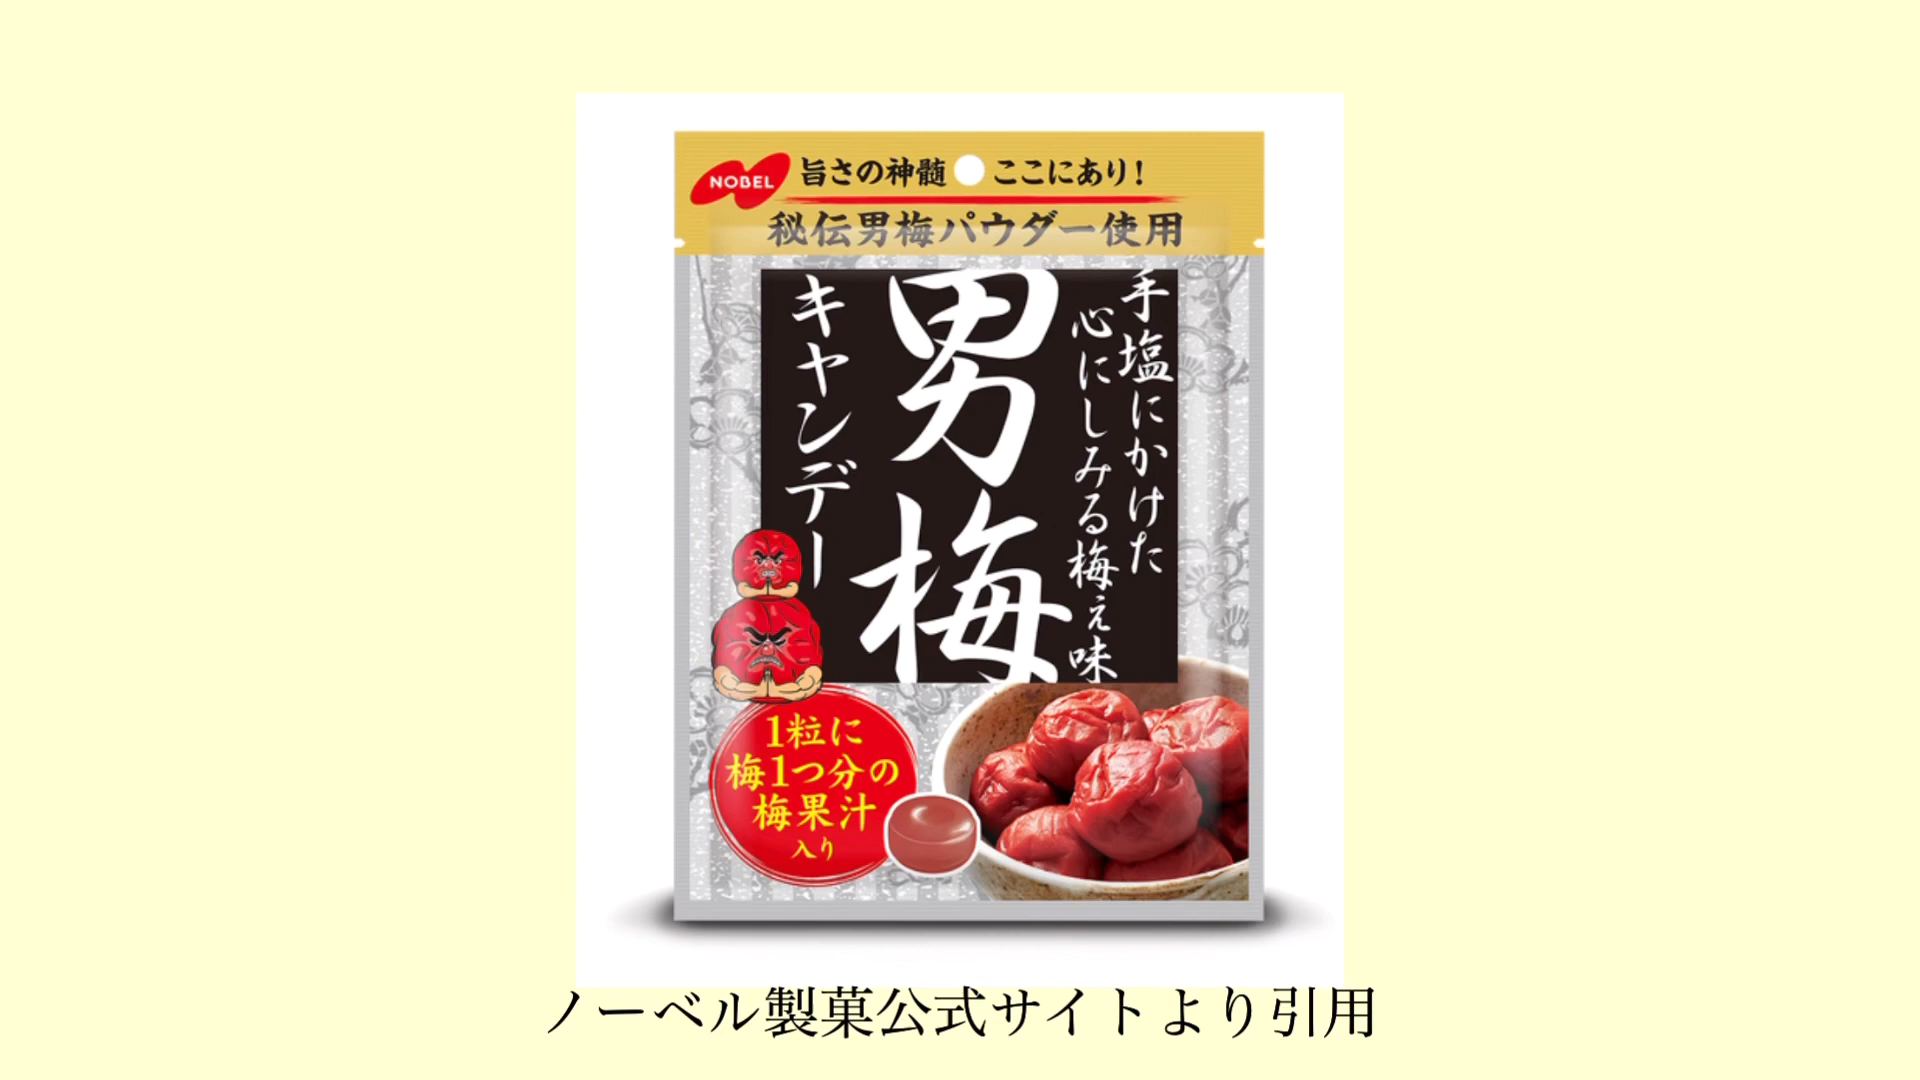 NOBEL
旨さの神髄 ここにあり!
秘伝男梅パウダー使用
手塩にかけた
心にしみる梅ぇ味
男梅
キャンデー
1粒に
梅1つ分の
梅果汁
入り
ノーベル製菓公式サイトより引用